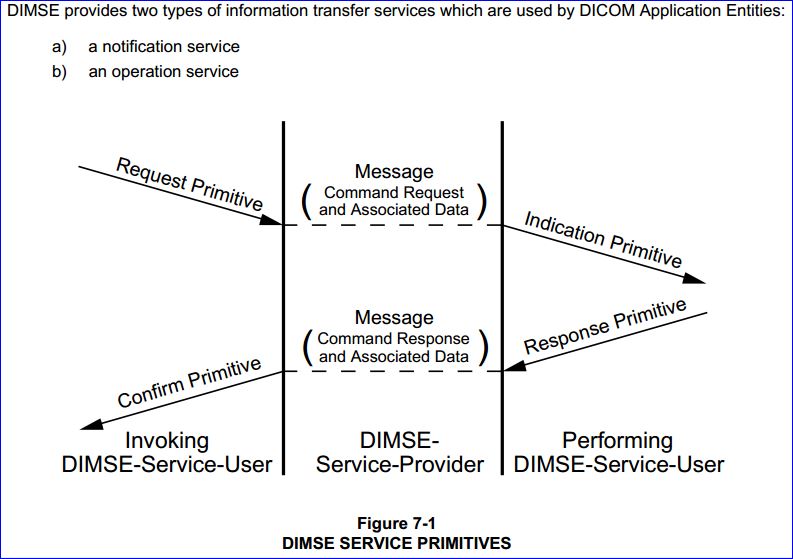 DIMSE provides two types of information transfer services which are used by DICOM Application Entities:
a) a notification service
b) an operation service
Request Primitive
Message
( Command Request
and Associated Data )
Indication Primitive
Message
( Command Response
and Associated Data )
Response Primitive
Confirm Primitive
Invoking
DIMSE-Service-User
DIMSE-
Service-Provider
Performing
DIMSE-Service-User
Figure 7-1
DIMSE SERVICE PRIMITIVES